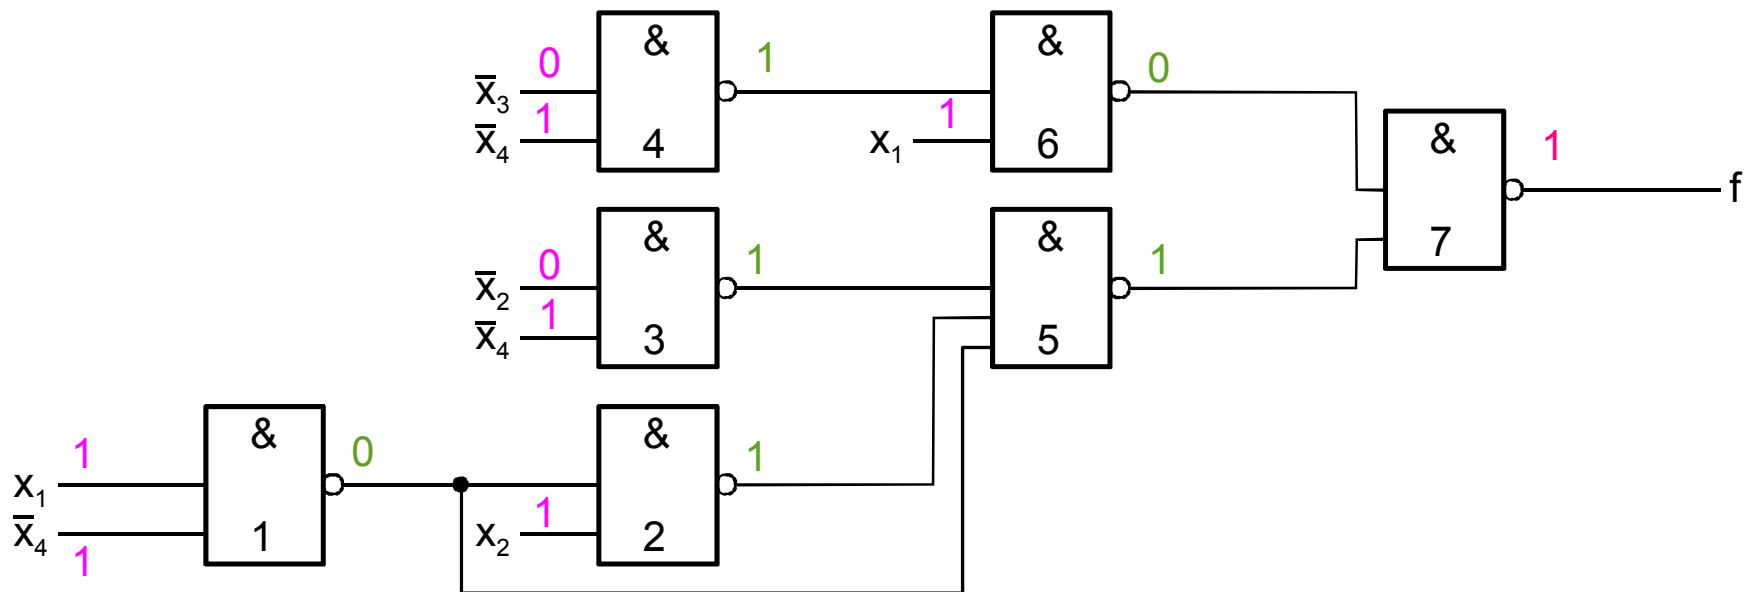 & 1 & 0
0 1
x̄₃
1 1
x̄₄ 4 x₁ 6 & 1
f
& &
0 1 1 7
x̄₂
1
x̄₄ 3 5
& &
1 0 1
x₁
1
x̄₄ 1 x₂ 2
1